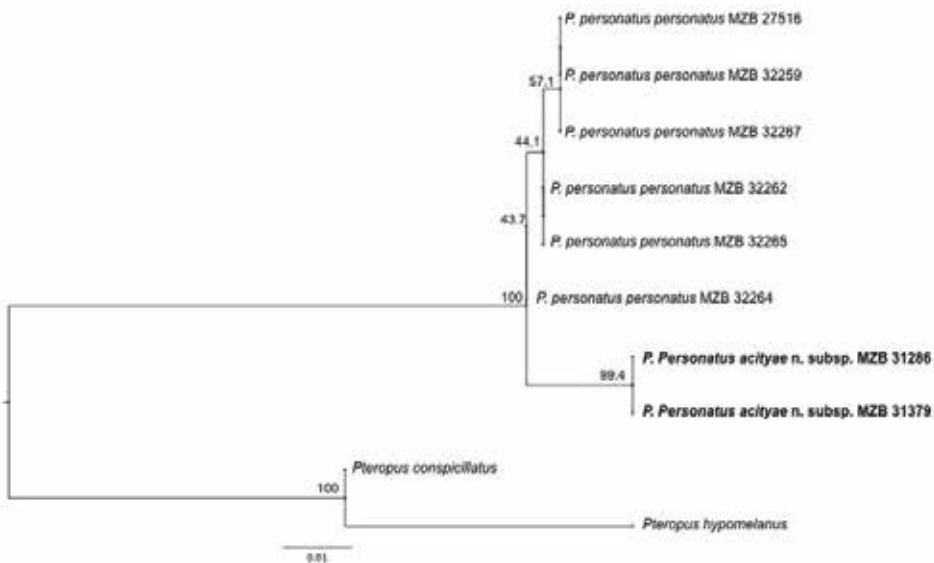 P. personatus personatus MZB 27516
P. personatus personatus MZB 32259
57.1
P. personatus personatus MZB 32267
44.1
P. personatus personatus MZB 32262
43.7
P. personatus personatus MZB 32265
100
P. personatus personatus MZB 32264
P. Personatus acityae n. subsp. MZB 31286
99.4
P. Personatus acityae n. subsp. MZB 31379
Pteropus conspicillatus
100
Pteropus hypomelanus
0.01